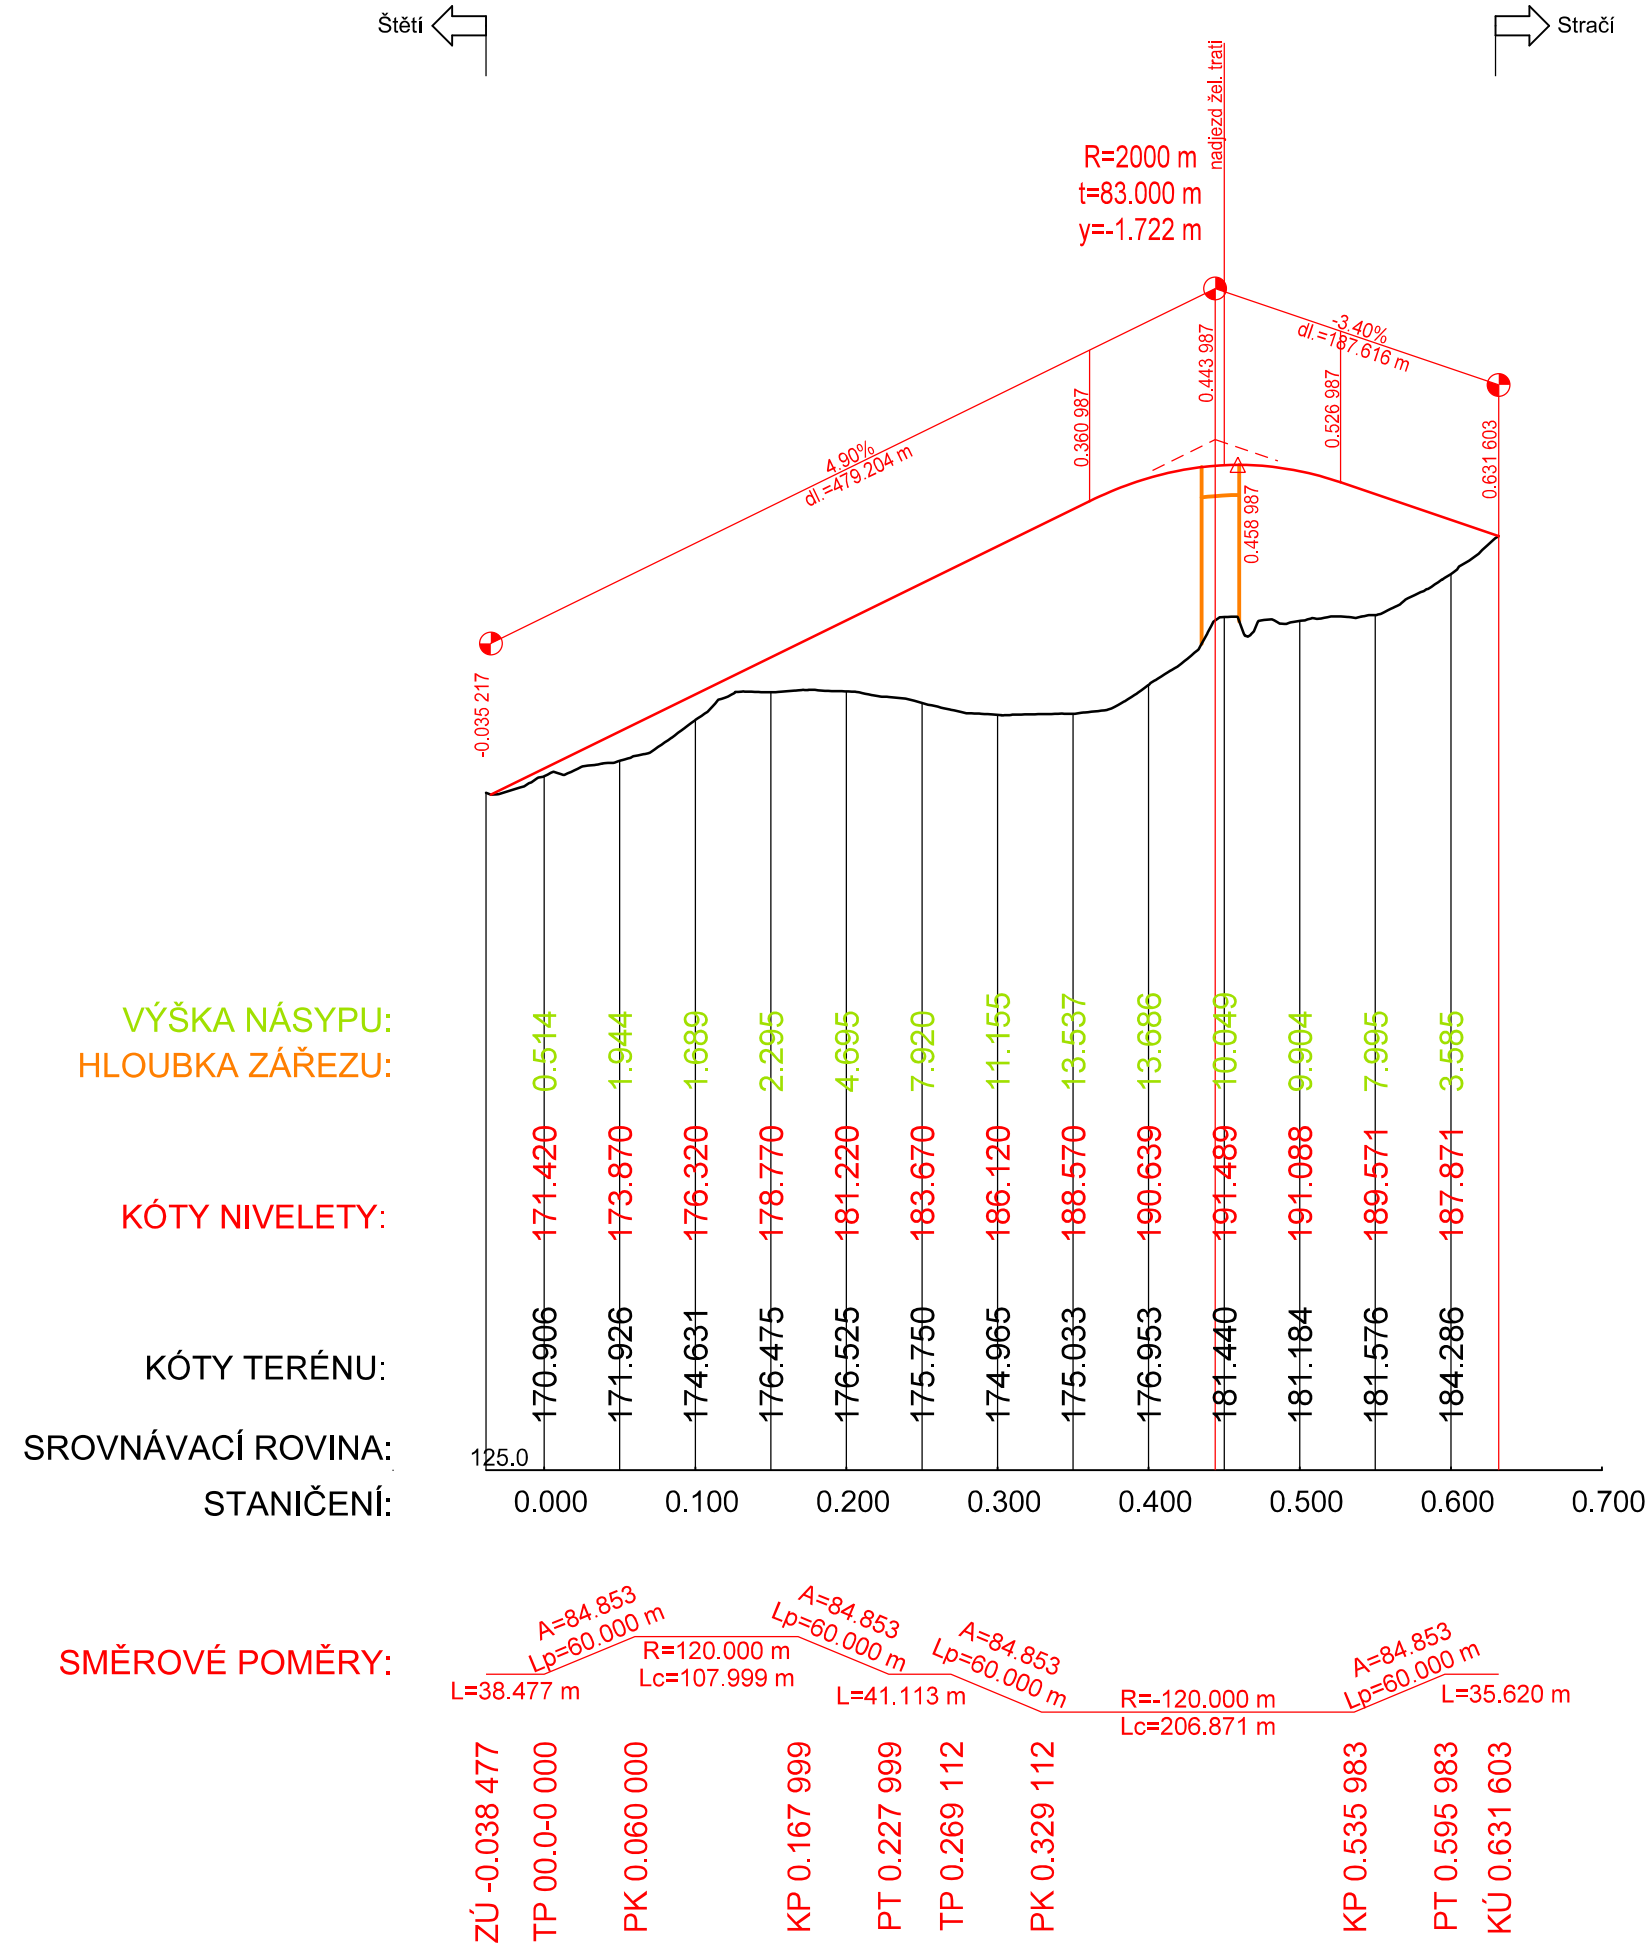 Štětí
Stračí
nadjezd žel. trati
R=2000 m
t=83.000 m
y=-1.722 m
4.90%
dl.=479.204 m
-3.40%
dl.=187.616 m
-0.035 217
0.360 987
0.443 987
0.458 987
0.526 987
0.631 603
VÝŠKA NÁSYPU:
HLOUBKA ZÁŘEZU:
0.514 1.944 1.689 2.295 4.695 7.920 11.155 13.537 13.686 10.049 9.904 7.995 3.585
KÓTY NIVELETY:
171.420 173.870 176.320 178.770 181.220 183.670 186.120 188.570 190.639 191.489 191.088 189.571 187.871
KÓTY TERÉNU:
170.906 171.926 174.631 176.475 176.525 175.750 174.965 175.033 176.953 181.440 181.184 181.576 184.286
SROVNÁVACÍ ROVINA:
125.0
STANIČENÍ:
0.000 0.100 0.200 0.300 0.400 0.500 0.600 0.700
SMĚROVÉ POMĚRY:
L=38.477 m
A=84.853
Lp=60.000 m
R=120.000 m
Lc=107.999 m
A=84.853
Lp=60.000 m
L=41.113 m
A=84.853
Lp=60.000 m
R=-120.000 m
Lc=206.871 m
A=84.853
Lp=60.000 m
L=35.620 m
ZÚ -0.038 477
TP 00.0-0 000
PK 0.060 000
KP 0.167 999
PT 0.227 999
TP 0.269 112
PK 0.329 112
KP 0.535 983
PT 0.595 983
KÚ 0.631 603